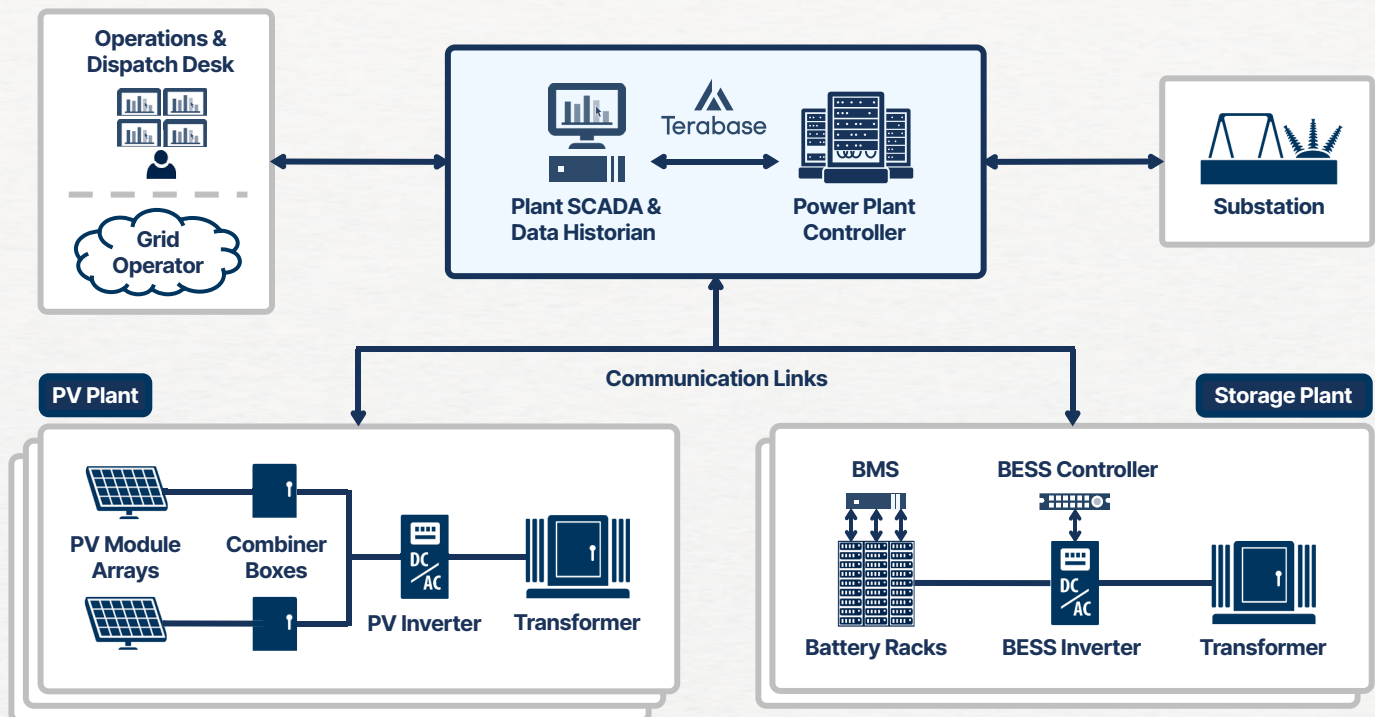 Operations &
Dispatch Desk
Grid
Operator
Terabase
Plant SCADA &
Data Historian
Power Plant
Controller
Substation
Communication Links
PV Plant
PV Module
Arrays
Combiner
Boxes
DC
AC
PV Inverter
Transformer
Storage Plant
BMS
BESS Controller
DC
AC
Battery Racks
BESS Inverter
Transformer